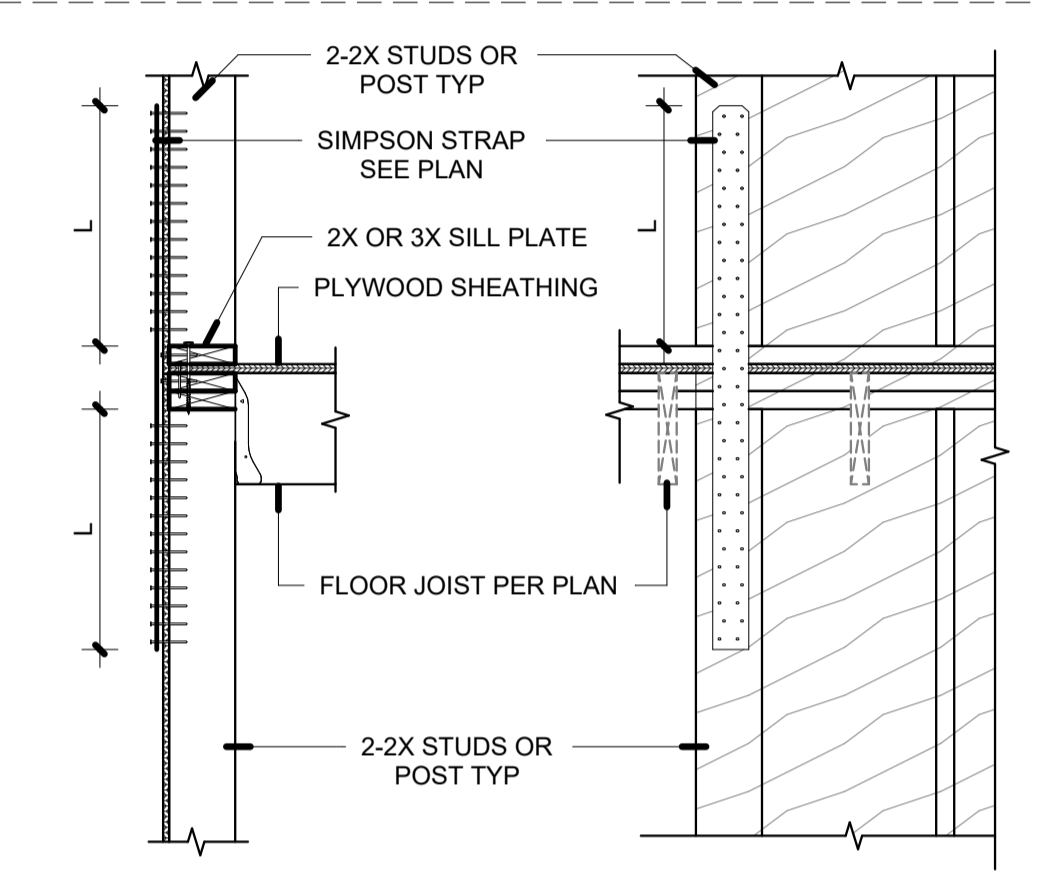 2-2X STUDS OR
POST TYP
SIMPSON STRAP
SEE PLAN
L
L
2X OR 3X SILL PLATE
PLYWOOD SHEATHING
L
FLOOR JOIST PER PLAN
2-2X STUDS OR
POST TYP